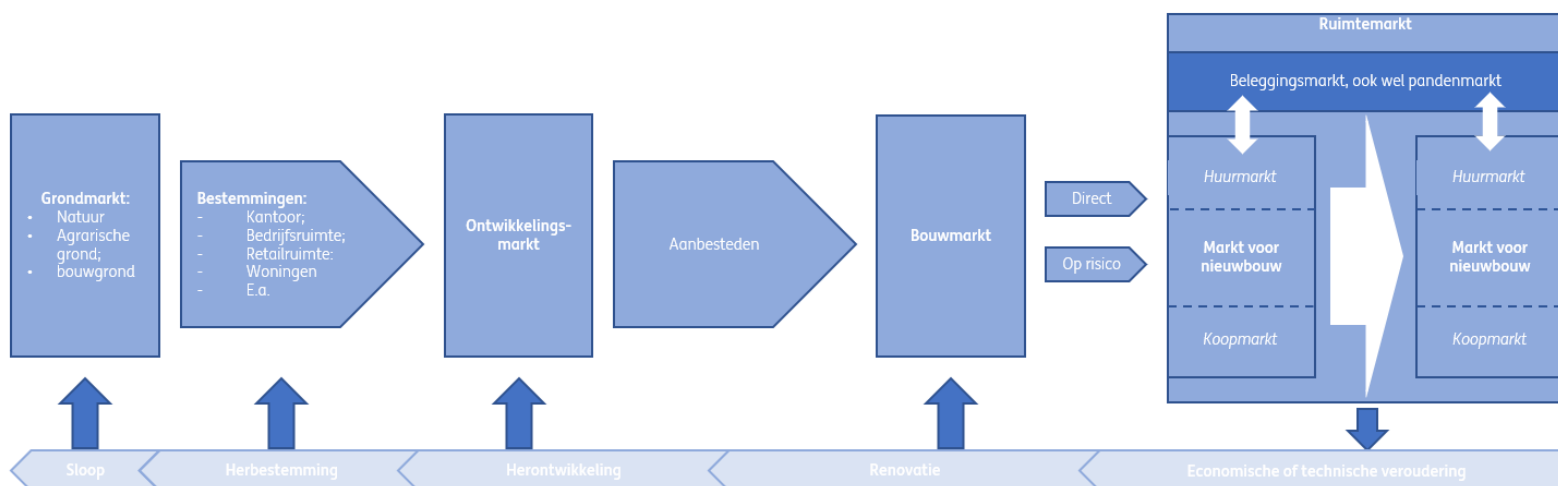 Grondmarkt:
• Natuur
• Agrarische
grond;
• bouwgrond
Bestemmingen:
- Kantoor;
- Bedrijfsruimte;
- Retailruimte:
- Woningen
- E.a.
Ontwikkelings-
markt
Aanbesteden
Bouwmarkt
Direct
Op risico
Ruimtemarkt
Beleggingsmarkt, ook wel pandenmarkt
Huurmarkt
Markt voor
nieuwbouw
Koopmarkt
Huurmarkt
Markt voor
nieuwbouw
Koopmarkt
Sloop
Herbestemming
Herontwikkeling
Renovatie
Economische of technische veroudering